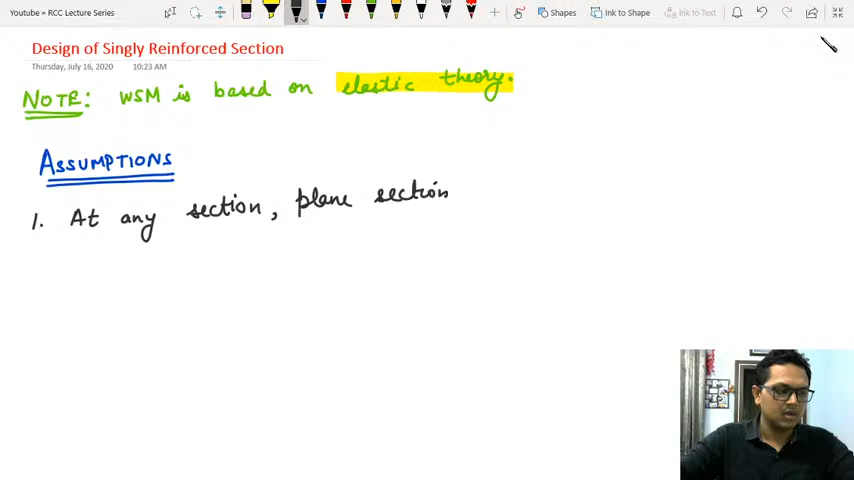 Youtube » RCC Lecture Series
Shapes
Ink to Shape
Ink to Text
Design of Singly Reinforced Section
Thursday, July 16, 2020 10:23 AM
NOTE: WSM is based on elastic theory.
ASSUMPTIONS
1. At any section, plane section